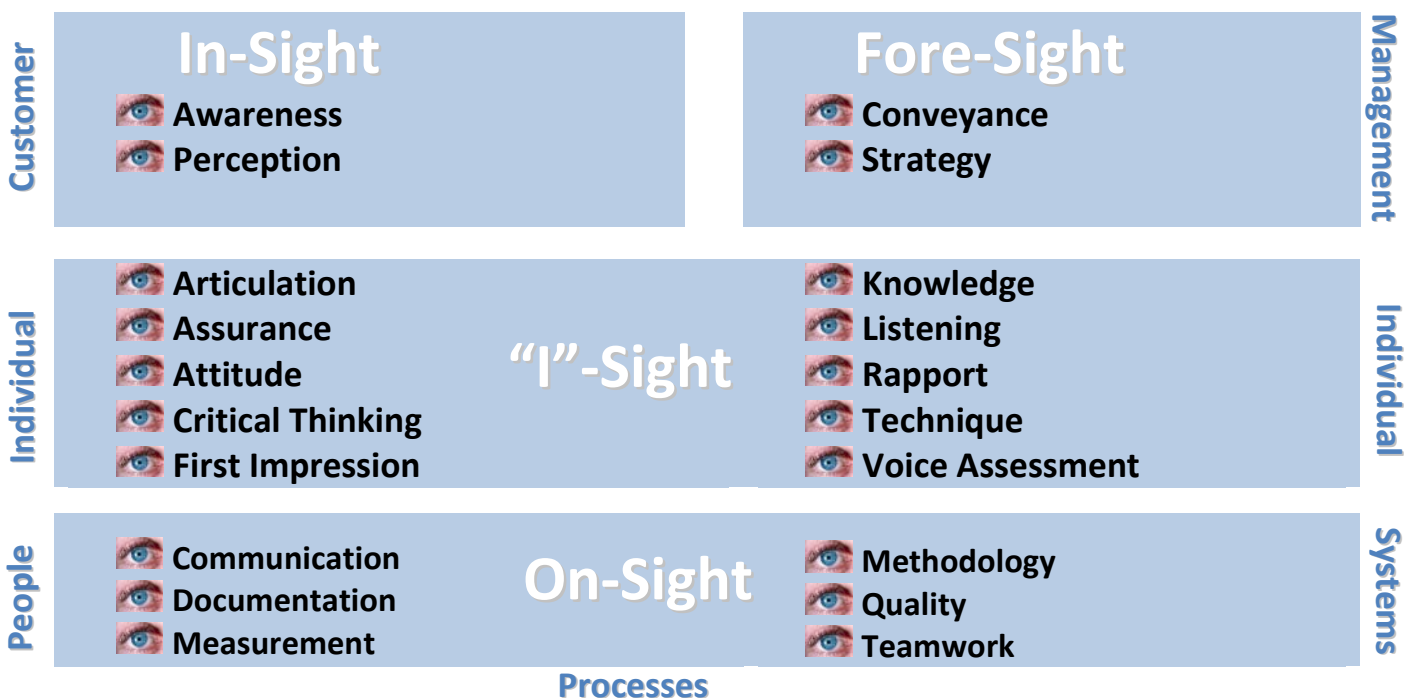 Customer
In-Sight
Awareness
Perception
Fore-Sight
Conveyance
Strategy
Management
Individual
Articulation
Assurance
Attitude
Critical Thinking
First Impression
“I”-Sight
Knowledge
Listening
Rapport
Technique
Voice Assessment
Individual
People
Communication
Documentation
Measurement
On-Sight
Methodology
Quality
Teamwork
Systems
Processes